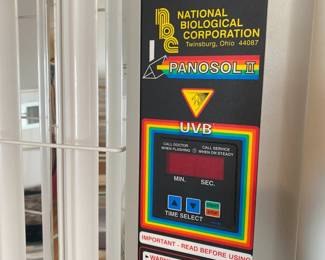 nbc
NATIONAL
BIOLOGICAL
CORPORATION
Twinsburg, Ohio 44087
PANOSOL II
UVB
CALL DOCTOR
WHEN FLASHING
CALL SERVICE
WHEN ON STEADY
MIN. SEC.
TIME SELECT
IMPORTANT - READ BEFORE USING